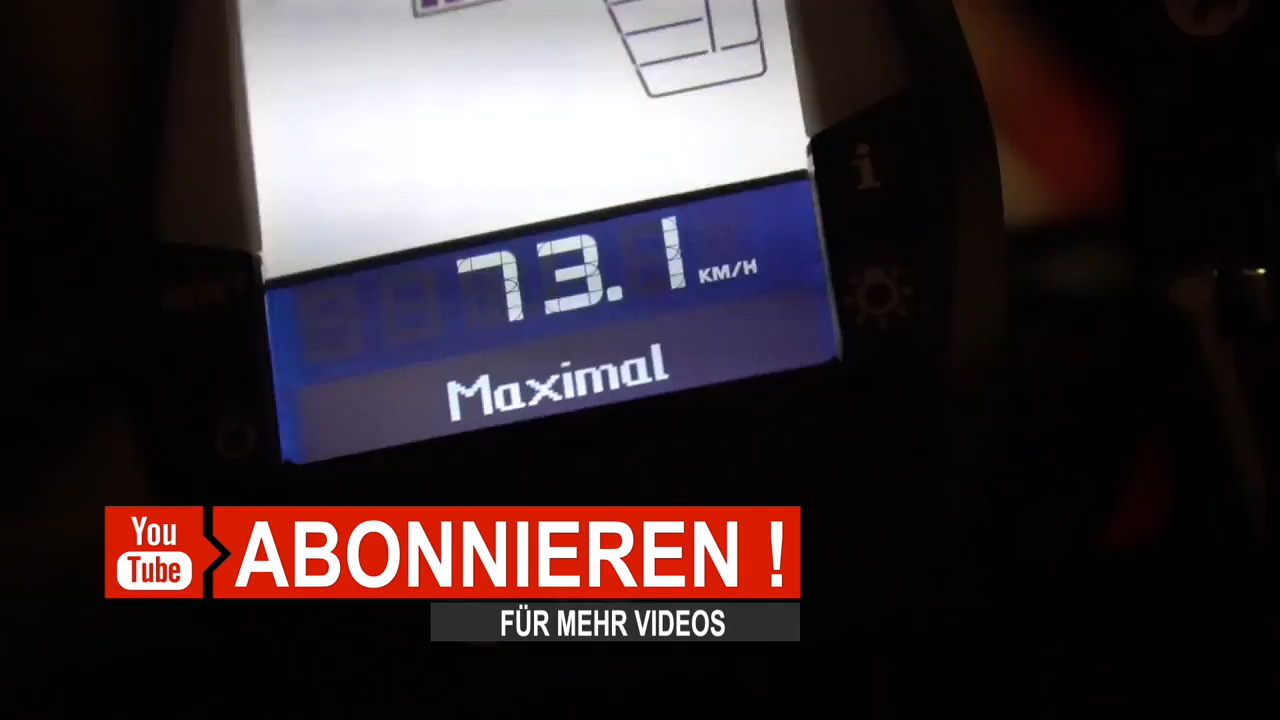 i
73.1 KM/H
Maximal
You
Tube
ABONNIEREN !
FÜR MEHR VIDEOS